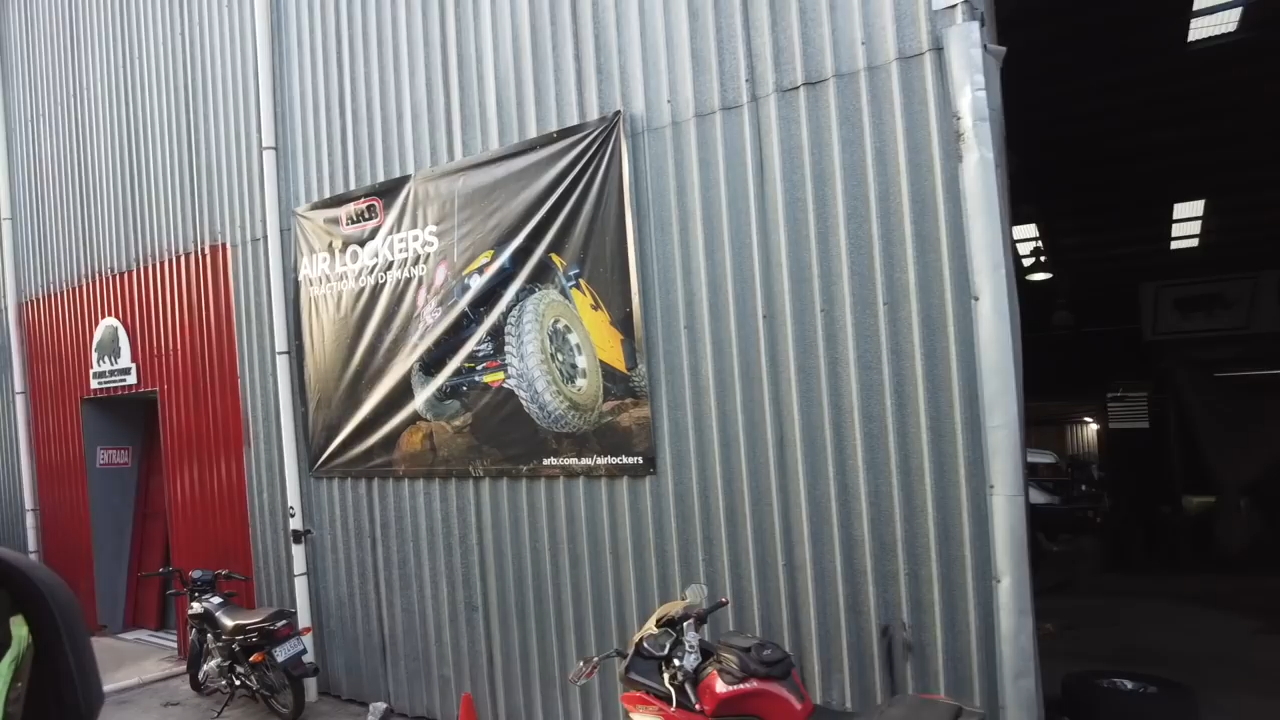 ARB
AIR LOCKERS
TRACTION ON DEMAND
arb.com.au/airlockers
ENTRADA